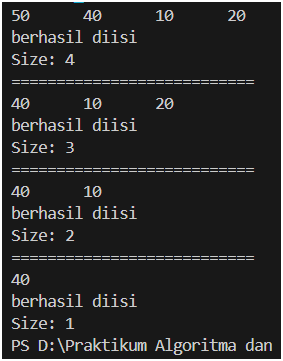 50 40 10 20
berhasil diisi
Size: 4
===========================
40 10 20
berhasil diisi
Size: 3
===========================
40 10
berhasil diisi
Size: 2
===========================
40
berhasil diisi
Size: 1
PS D:\Praktikum Algoritma dan